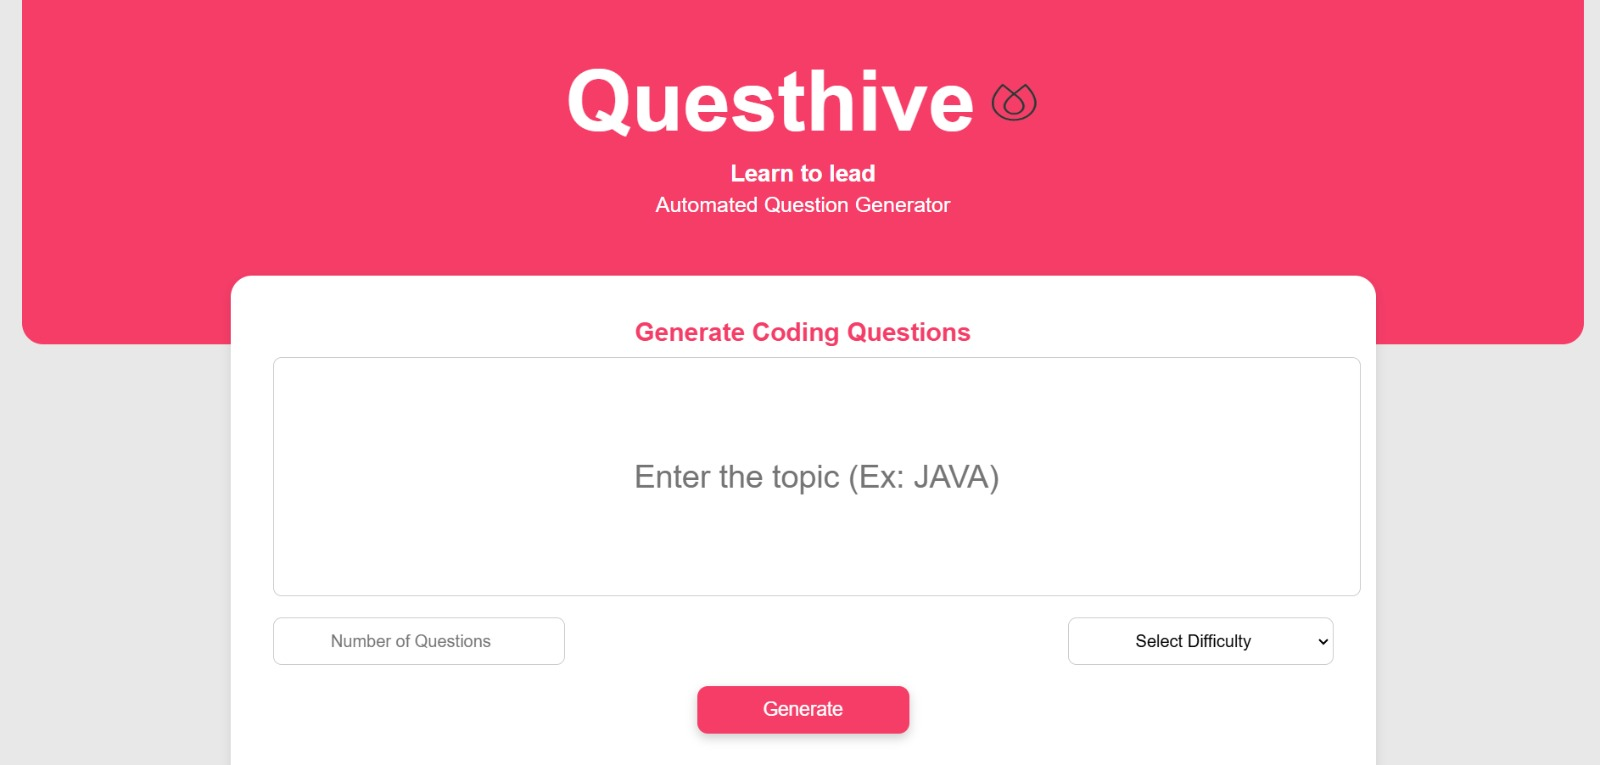 Questhive
Learn to lead
Automated Question Generator
Generate Coding Questions
Enter the topic (Ex: JAVA)
Number of Questions
Select Difficulty
Generate